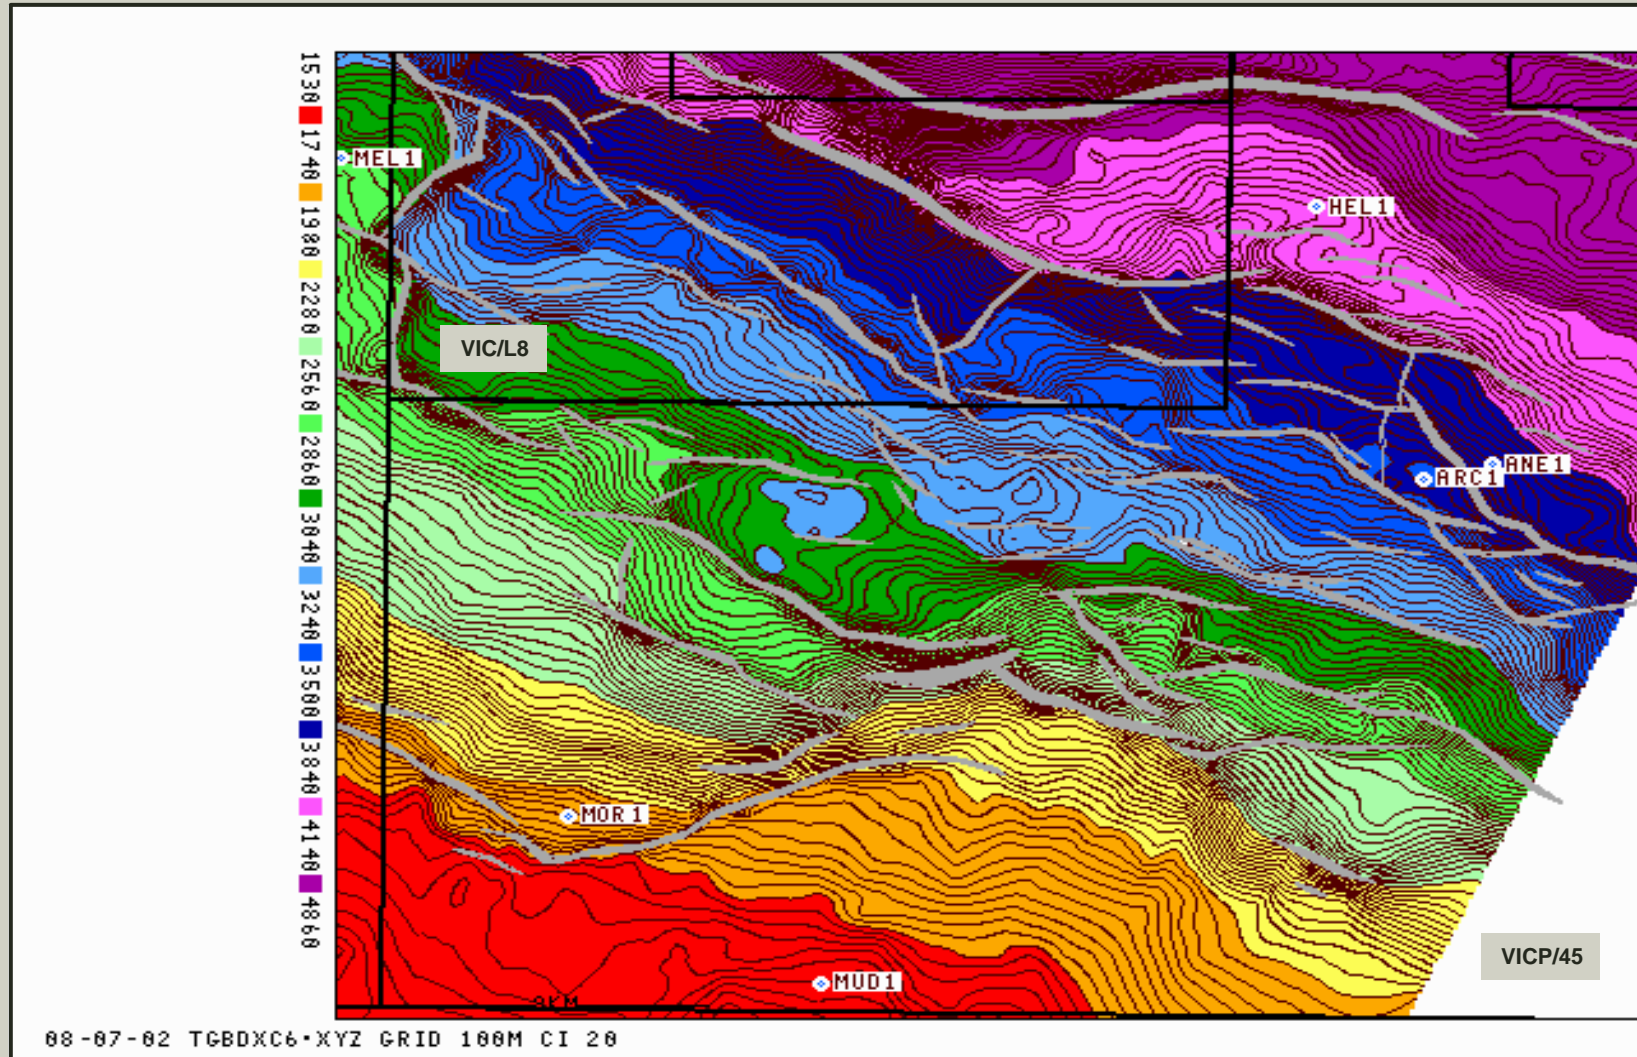 1530
1740
1980
2280
2560
2860
3040
3240
3500
3840
4140
4860
MEL1
HEL1
VIC/L8
ANE1
ARC1
MOR1
VICP/45
MUD1
08-07-02 TGBDXC6·XYZ GRID 100M CI 20